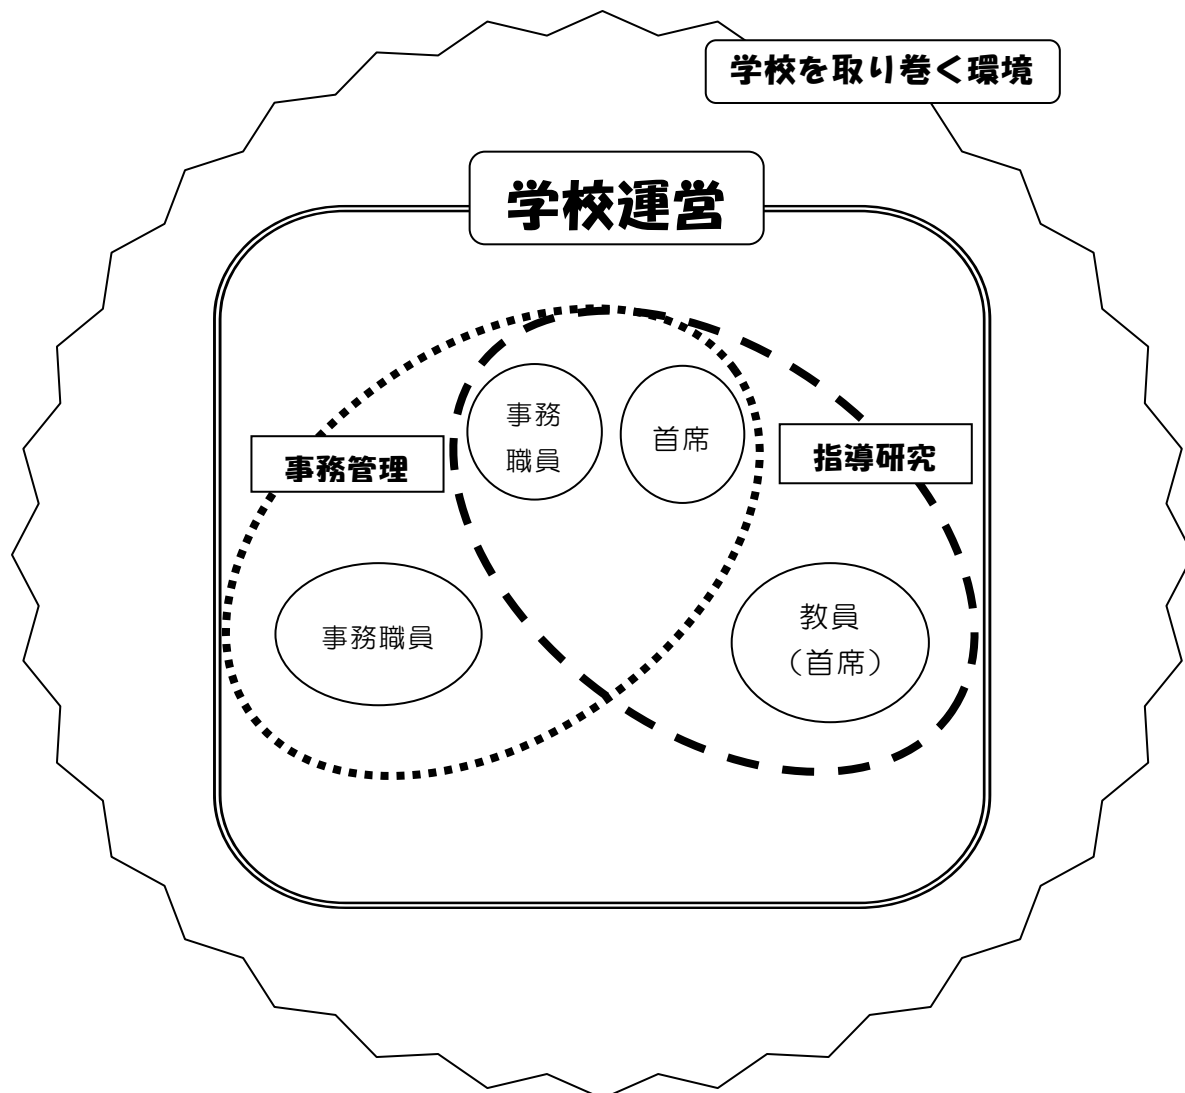 学校を取り巻く環境
学校運営
事務
職員
首席
事務管理
指導研究
事務職員
教員
（首席）